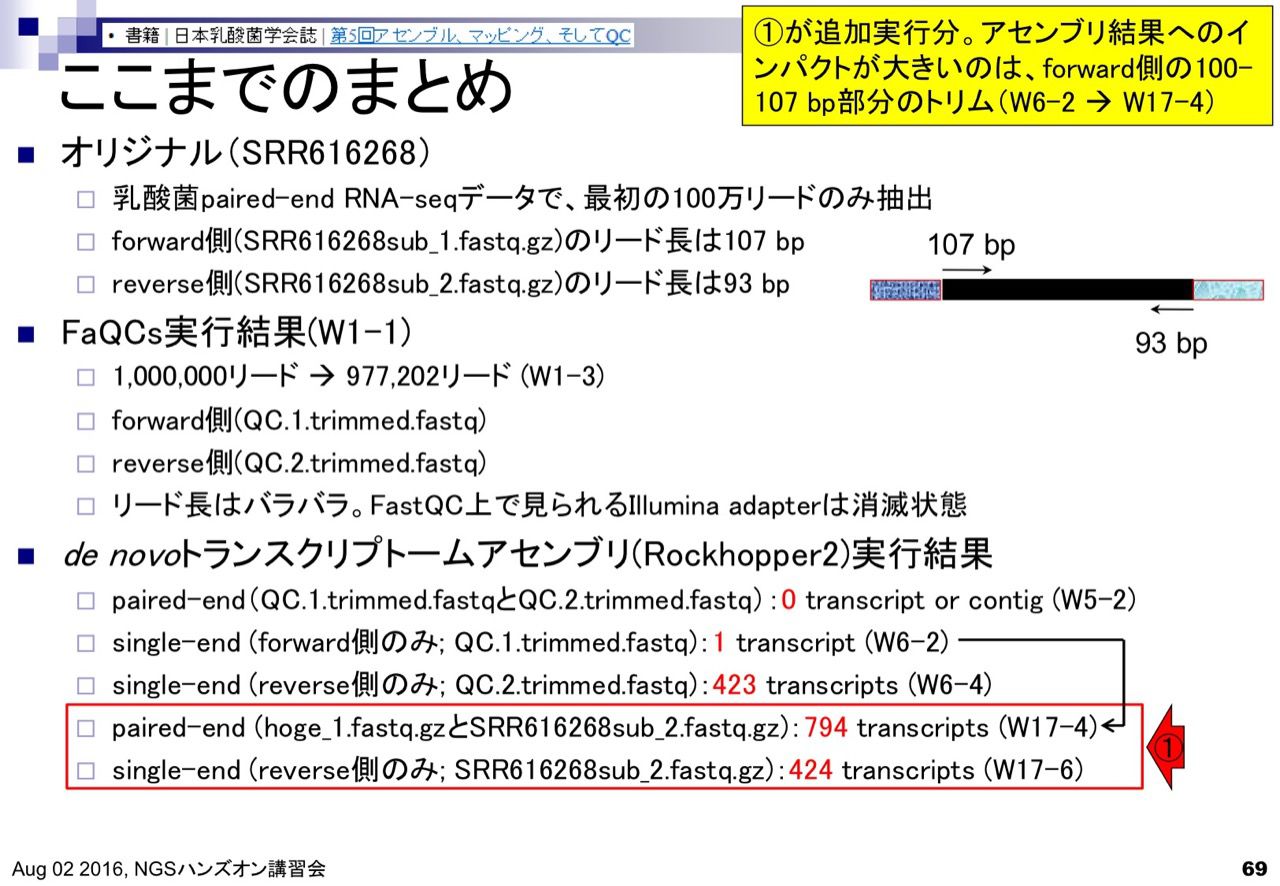 • 書籍 | 日本乳酸菌学会誌 | 第5回アセンブル、マッピング、そしてQC
ここまでのまとめ
①が追加実行分。アセンブリ結果へのイ
ンパクトが大きいのは、forward側の100-
107 bp部分のトリム（W6-2 → W17-4）
■ オリジナル（SRR616268）
□ 乳酸菌paired-end RNA-seqデータで、最初の100万リードのみ抽出
□ forward側(SRR616268sub_1.fastq.gz)のリード長は107 bp
□ reverse側(SRR616268sub_2.fastq.gz)のリード長は93 bp
107 bp
93 bp
■ FaQCs実行結果(W1-1)
□ 1,000,000リード → 977,202リード (W1-3)
□ forward側(QC.1.trimmed.fastq)
□ reverse側(QC.2.trimmed.fastq)
□ リード長はバラバラ。FastQC上で見られるIllumina adapterは消滅状態
■ de novoトランスクリプトームアセンブリ(Rockhopper2)実行結果
□ paired-end（QC.1.trimmed.fastqとQC.2.trimmed.fastq）：0 transcript or contig (W5-2)
□ single-end (forward側のみ; QC.1.trimmed.fastq)：1 transcript (W6-2)
□ single-end (reverse側のみ; QC.2.trimmed.fastq)：423 transcripts (W6-4)
□ paired-end (hoge_1.fastq.gzとSRR616268sub_2.fastq.gz)：794 transcripts (W17-4)
□ single-end (reverse側のみ; SRR616268sub_2.fastq.gz)：424 transcripts (W17-6)
①
Aug 02 2016, NGSハンズオン講習会
69